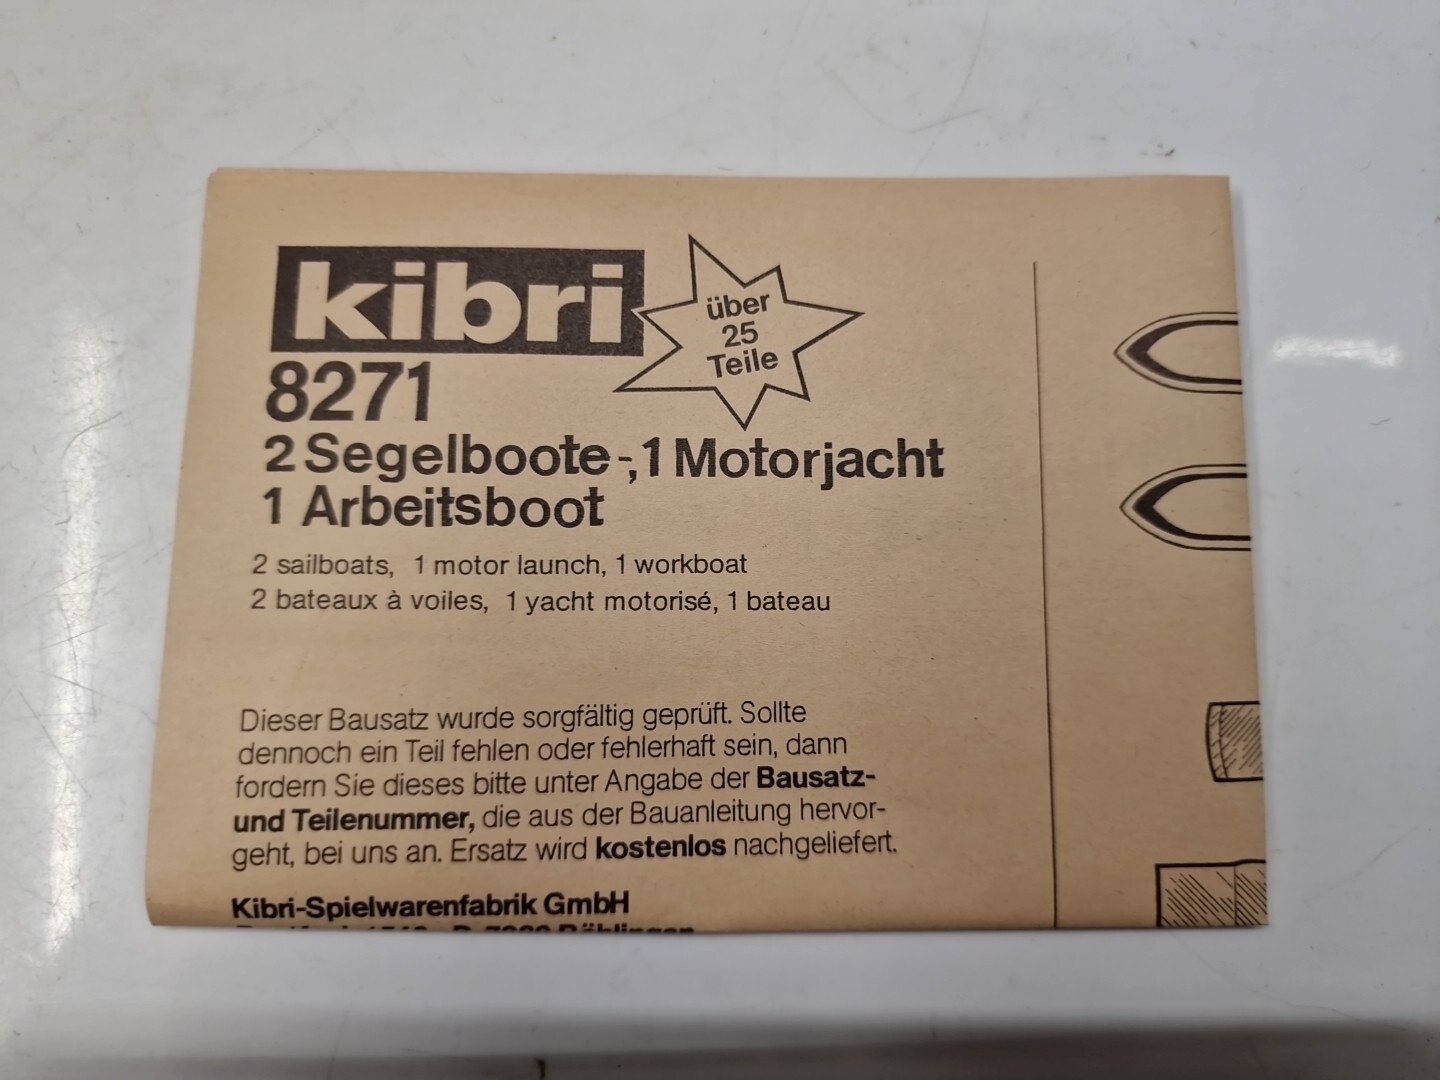 kibri
über
25
Teile
8271
2 Segelboote-,1 Motorjacht
1 Arbeitsboot
2 sailboats, 1 motor launch, 1 workboat
2 bateaux à voiles, 1 yacht motorisé, 1 bateau
Dieser Bausatz wurde sorgfältig geprüft. Sollte
dennoch ein Teil fehlen oder fehlerhaft sein, dann
fordern Sie dieses bitte unter Angabe der Bausatz-
und Teilenummer, die aus der Bauanleitung hervor-
geht, bei uns an. Ersatz wird kostenlos nachgeliefert.
Kibri-Spielwarenfabrik GmbH
Böblingen